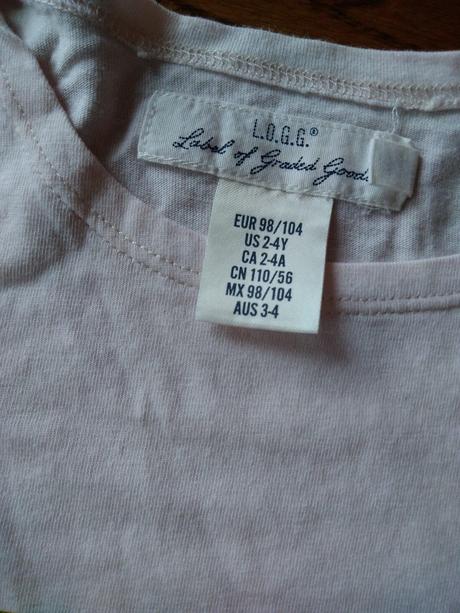 L.O.G.G.®
Label of Graded Goods
EUR 98/104
US 2-4Y
CA 2-4A
CN 110/56
MX 98/104
AUS 3-4